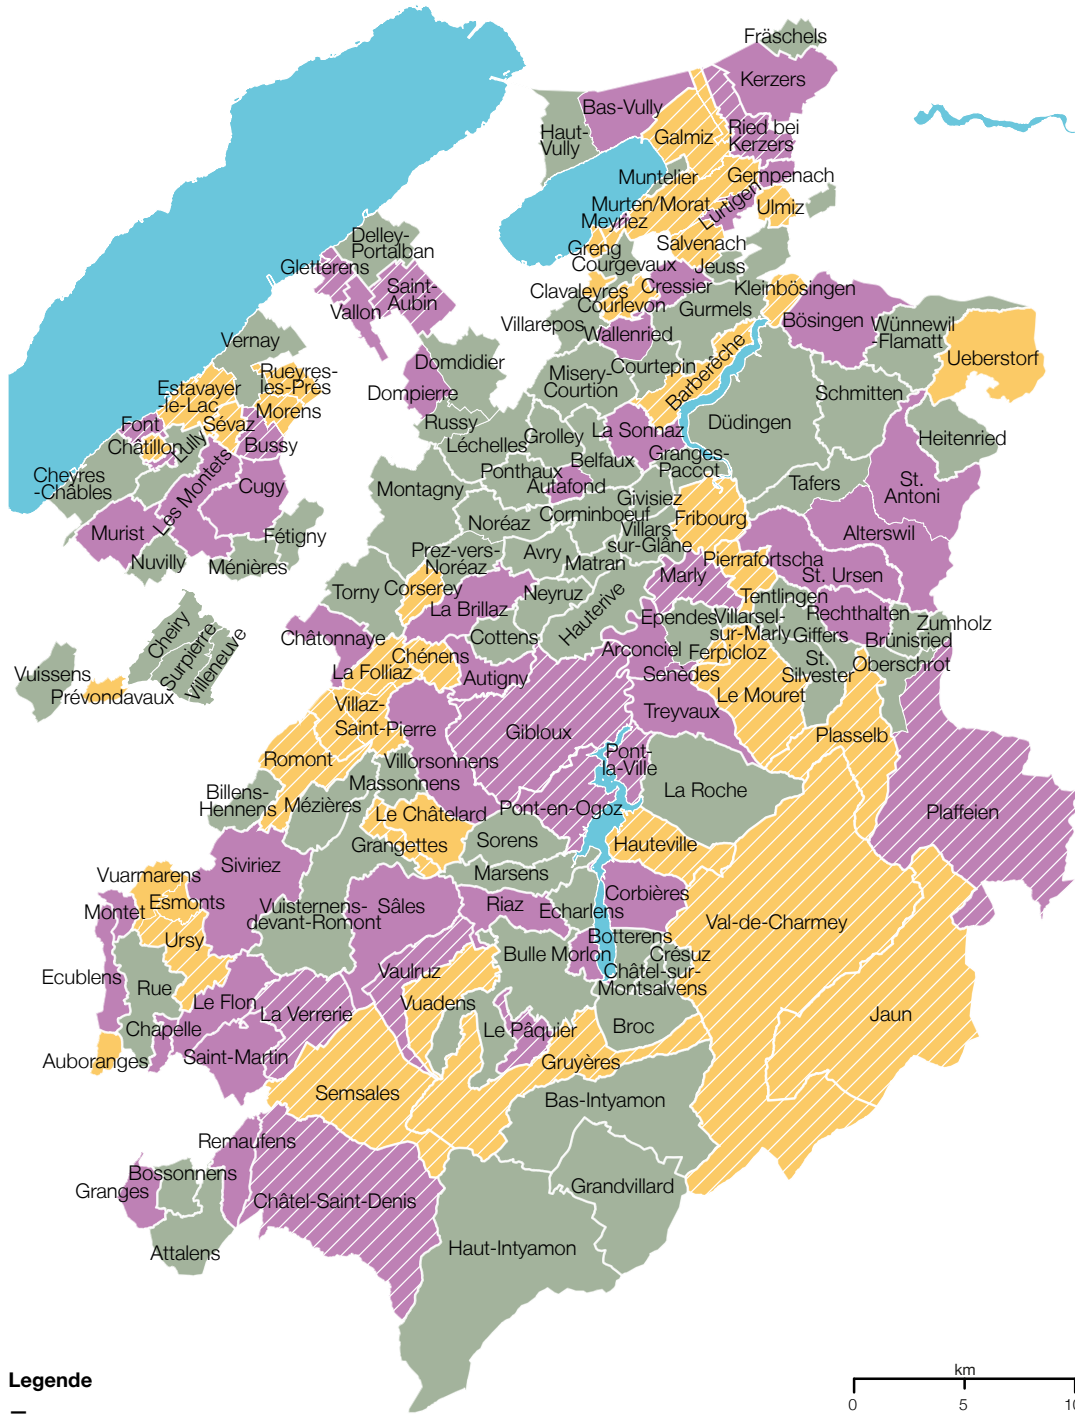 Fräschels
Kerzers
Bas-Vully
Haut-
Vully
Galmiz
Ried bei
Kerzers
Muntelier
Gempenach
Murten/Morat
Lurtigen
Ulmiz
Meyriez
Greng
Salvenach
Courgevaux
Jeuss
Delley-
Portalban
Gletterens
Saint-
Aubin
Vallon
Clavaleyres
Cressier
Kleinbösingen
Courlevon
Gurmels
Villarepos
Wallenried
Bösingen
Wünnewil
-Flamatt
Ueberstorf
Vernay
Domdidier
Dompierre
Misery-
Courtion
Courtepin
Barberêche
Schmitten
Estavayer
-le-Lac
Rueyres-
les-Prés
Morens
Sévaz
Font
Châtillon
Lully
Bussy
Russy
Léchelles
Grolley
La Sonnaz
Düdingen
Heitenried
Cheyres
-Châbles
Les Montets
Cugy
Ponthaux
Belfaux
Granges-
Paccot
Autafond
Montagny
Givisiez
Tafers
St.
Antoni
Murist
Fétigny
Nuvilly
Ménières
Noréaz
Corminboeuf
Villars-
sur-Glâne
Fribourg
Alterswil
Prez-vers-
Noréaz
Avry
Matran
Pierrafortscha
Marly
St. Ursen
Torny
Corserey
La Brillaz
Neyruz
Hauterive
Tentlingen
Cheiry
Surpierre
Villeneuve
Vuissens
Prévondavaux
Châtonnaye
Cottens
Ependes
Villarsel-
sur-Marly
Giffers
Rechthalten
Zumholz
Brünisried
Chénens
La Folliaz
Autigny
Arconciel
Ferpicloz
St.
Silvester
Oberschrot
Senèdes
Le Mouret
Villaz-
Saint-Pierre
Gibloux
Treyvaux
Plasselb
Romont
Villorsonnens
Massonnens
Pont-
la-Ville
La Roche
Plaffeien
Billens-
Hennens
Mézières
Le Châtelard
Pont-en-Ogoz
Grangettes
Sorens
Hauteville
Siviriez
Marsens
Vuarmarens
Esmonts
Montet
Vuisternens-
devant-Romont
Sâles
Riaz
Echarlens
Corbières
Val-de-Charmey
Ursy
Botterens
Bulle
Morlon
Crésuz
Châtel-sur-
Montsalvens
Ecublens
Rue
Vaulruz
Le Flon
La Verrerie
Vuadens
Chapelle
Le Pâquier
Broc
Jaun
Auboranges
Saint-Martin
Gruyères
Semsales
Bas-Intyamon
Remaufens
Bossonnens
Granges
Châtel-Saint-Denis
Grandvillard
Attalens
Haut-Intyamon
Legende
km
0 5 10